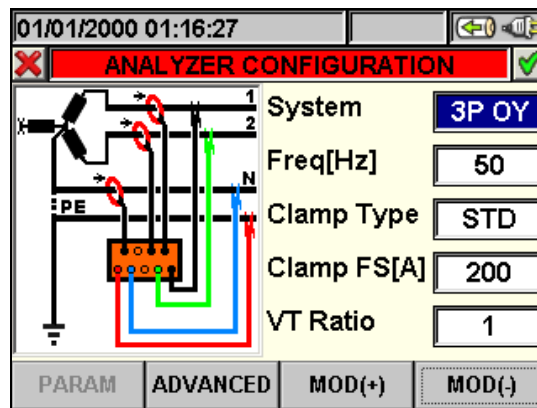 01/01/2000 01:16:27
ANALYZER CONFIGURATION
1
2
N
PE
System 3P OY
Freq[Hz] 50
Clamp Type STD
Clamp FS[A] 200
VT Ratio 1
PARAM ADVANCED MOD(+) MOD(-)